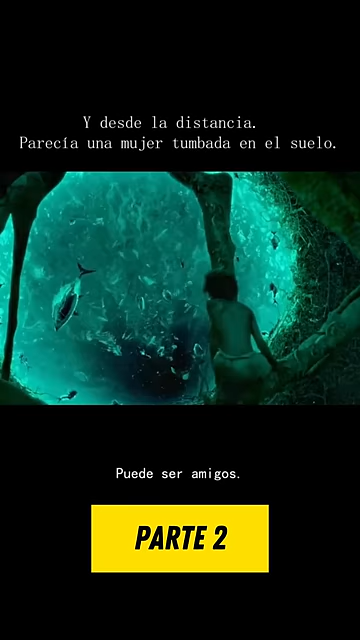 Y desde la distancia.
Parecía una mujer tumbada en el suelo.
Puede ser amigos.
PARTE 2